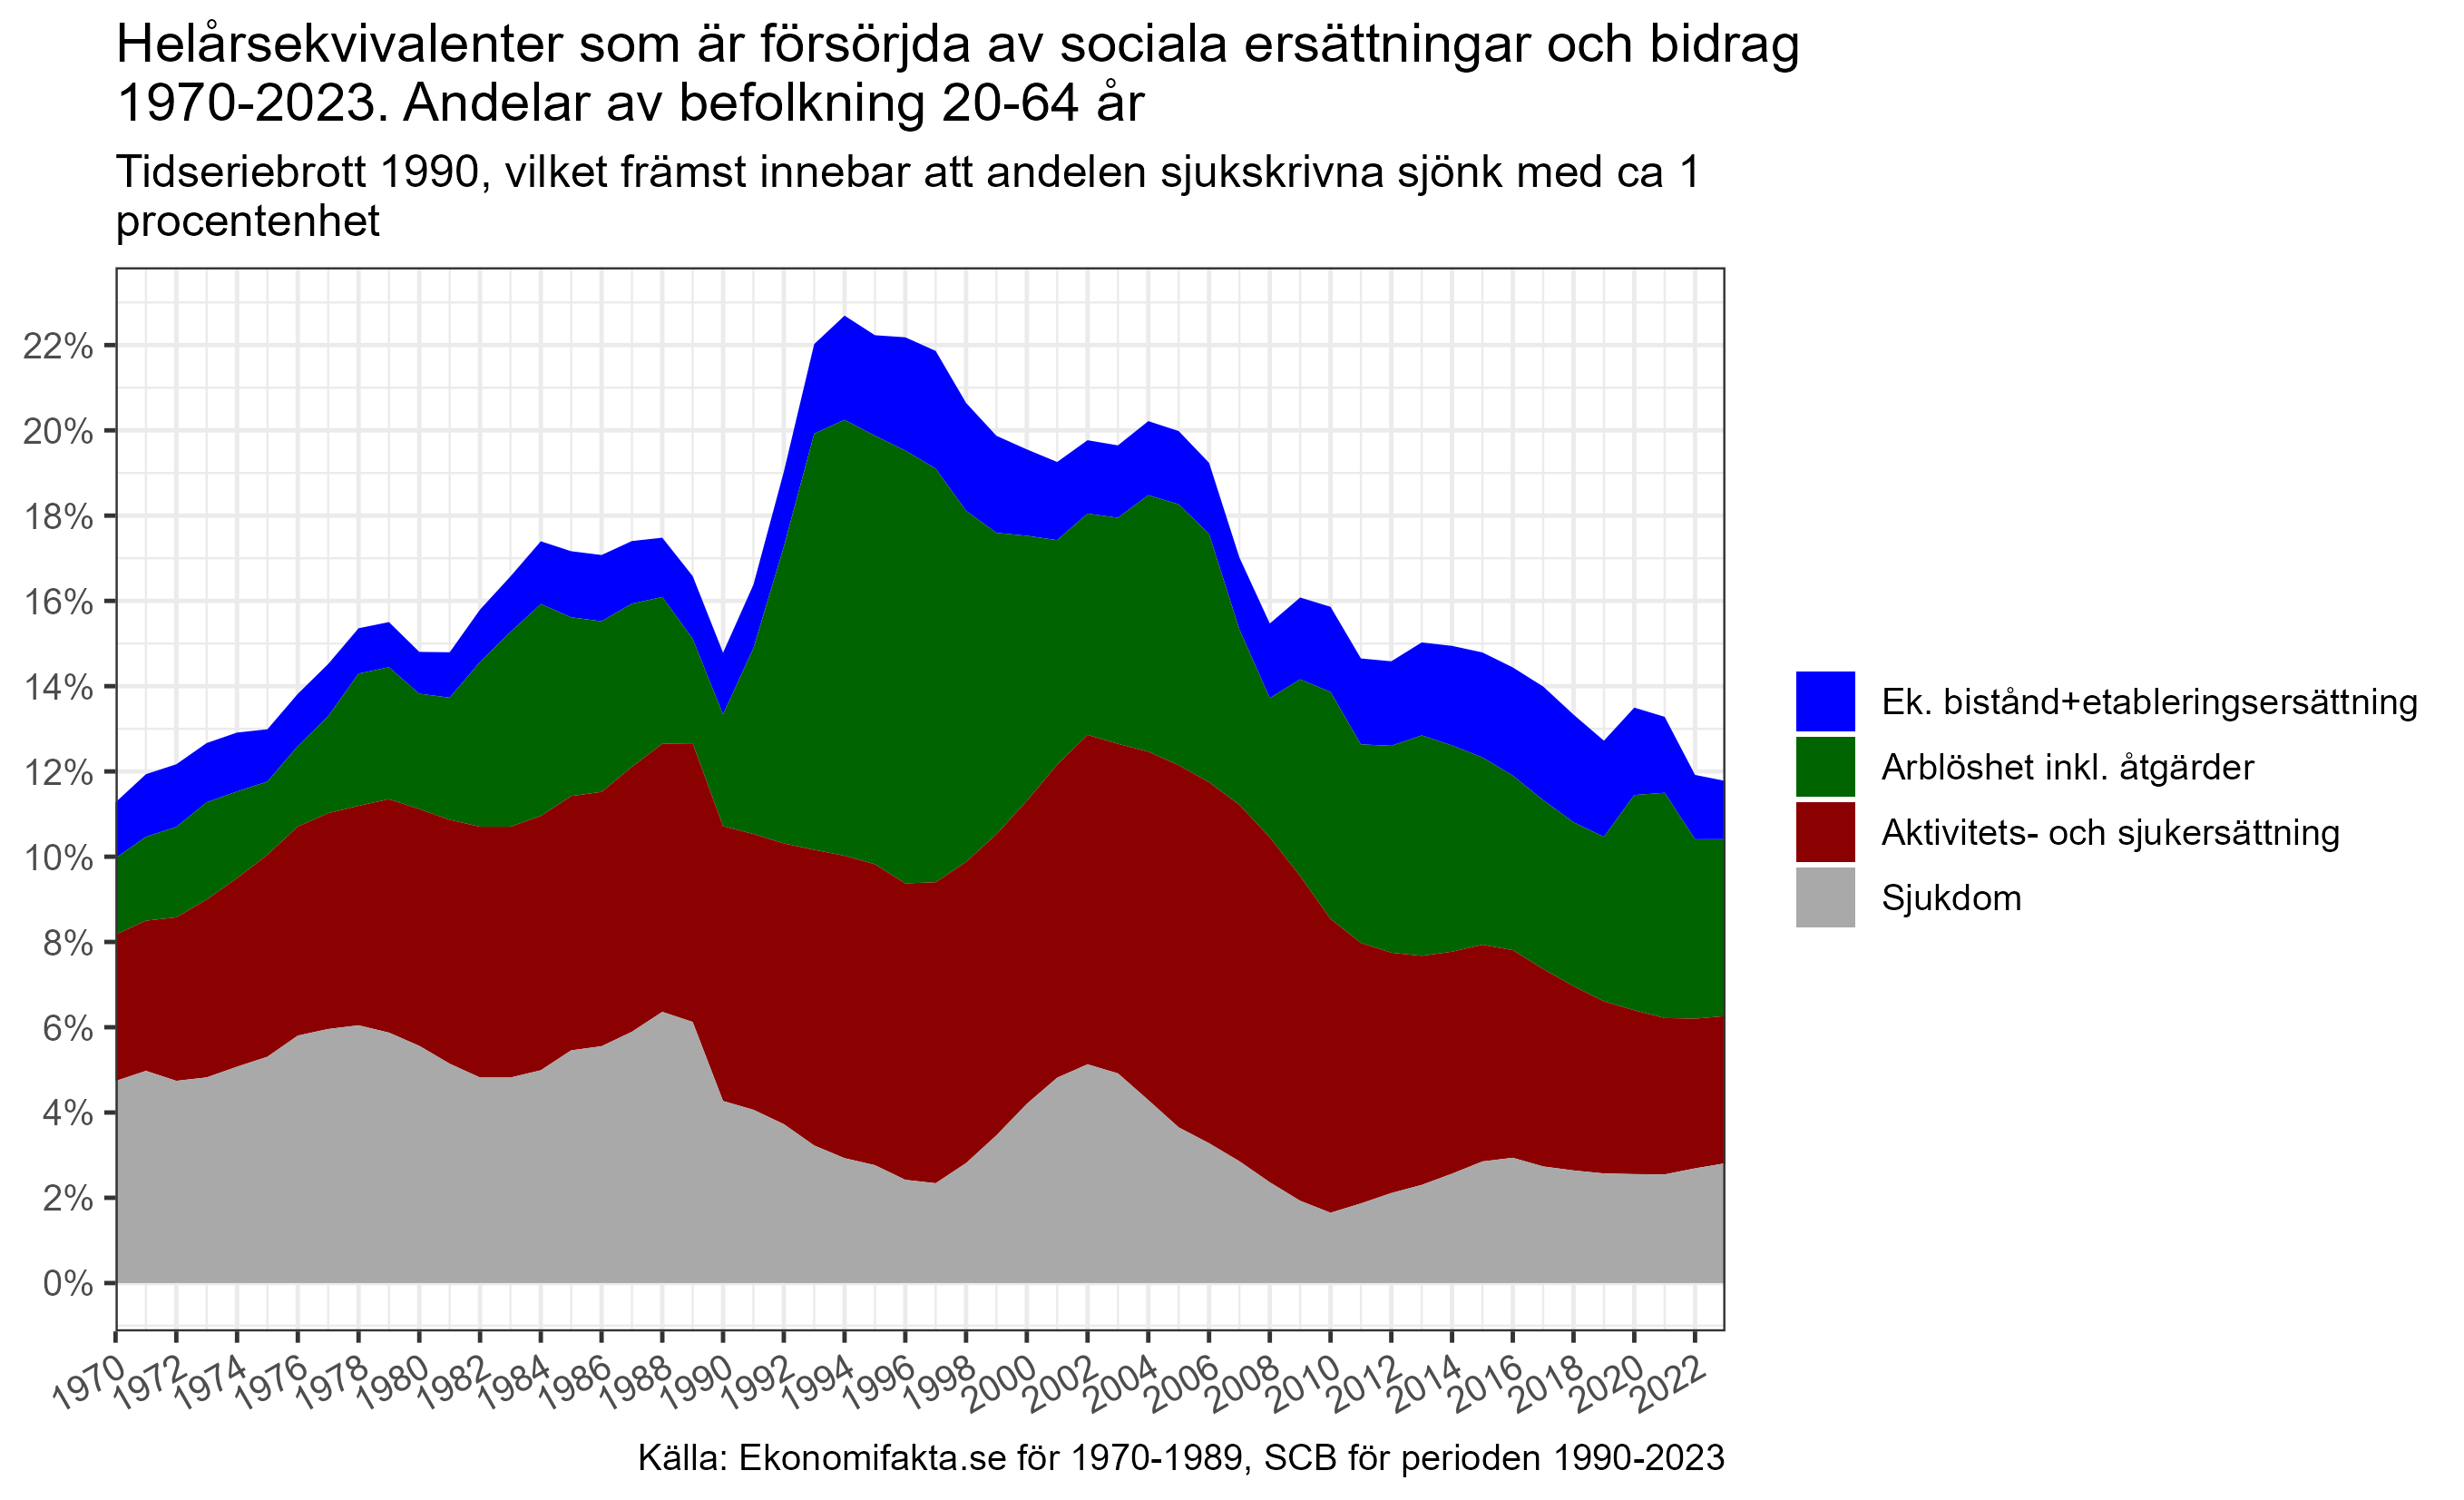 Helårsekvivalenter som är försörjda av sociala ersättningar och bidrag
1970-2023. Andelar av befolkning 20-64 år
Tidseriebrott 1990, vilket främst innebar att andelen sjukskrivna sjönk med ca 1
procentenhet
22%
20%
18%
16%
14%
12%
10%
8%
6%
4%
2%
0%
1970 1972 1974 1976 1978 1980 1982 1984 1986 1988 1990 1992 1994 1996 1998 2000 2002 2004 2006 2008 2010 2012 2014 2016 2018 2020 2022
Ek. bistånd+etableringsersättning
Arblöshet inkl. åtgärder
Aktivitets- och sjukersättning
Sjukdom
Källa: Ekonomifakta.se för 1970-1989, SCB för perioden 1990-2023